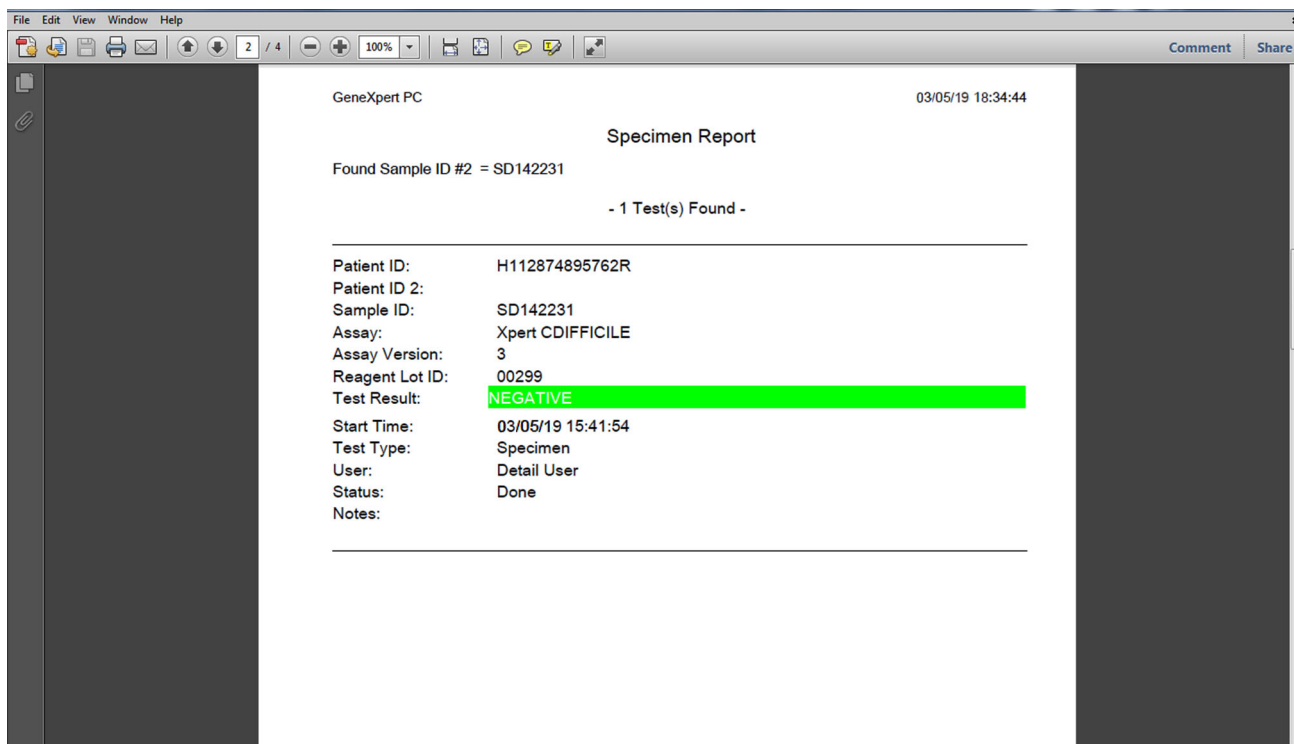 File Edit View Window Help
2 / 4 100% Comment Share
GeneXpert PC 03/05/19 18:34:44
Specimen Report
Found Sample ID #2 = SD142231
- 1 Test(s) Found -
Patient ID: H112874895762R
Patient ID 2:
Sample ID: SD142231
Assay: Xpert CDIFFICILE
Assay Version: 3
Reagent Lot ID: 00299
Test Result: NEGATIVE
Start Time: 03/05/19 15:41:54
Test Type: Specimen
User: Detail User
Status: Done
Notes: